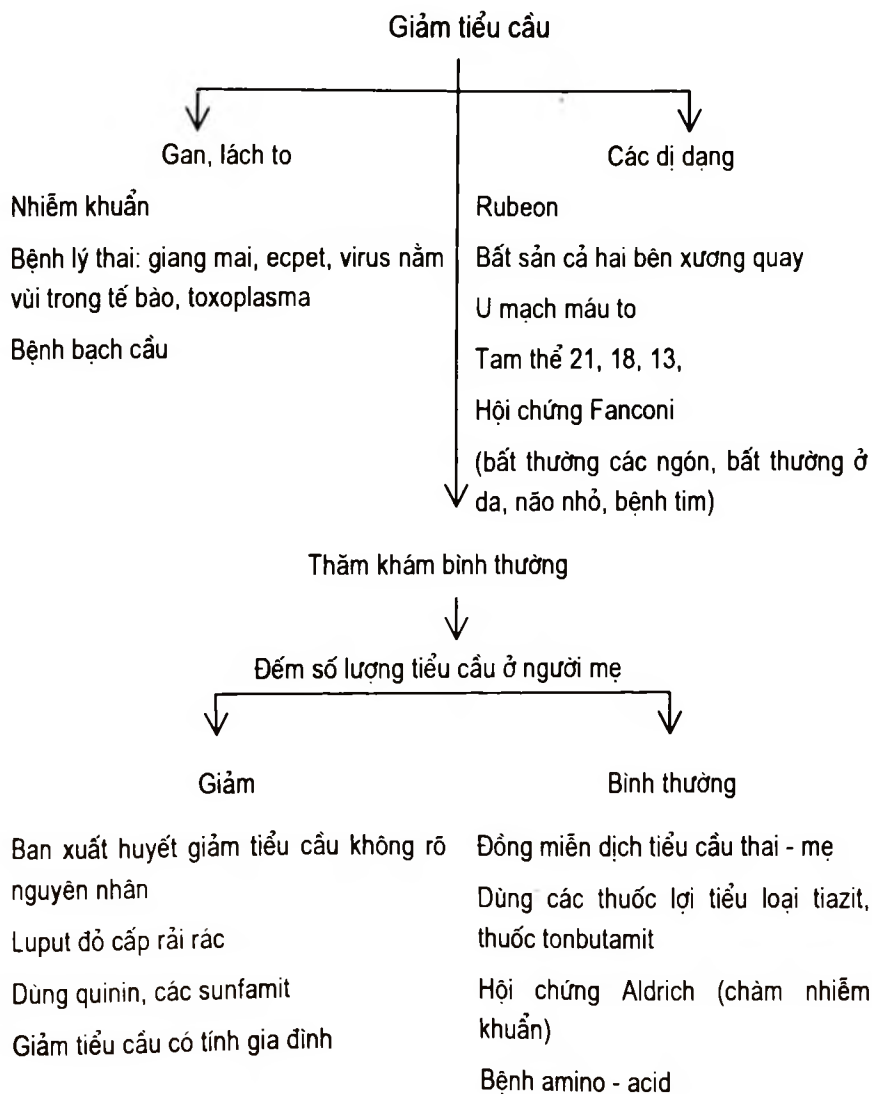 Giảm tiểu cầu
Gan, lách to
Nhiễm khuẩn
Bệnh lý thai: giang mai, ecpet, virus nằm
vùi trong tế bào, toxoplasma
Bệnh bạch cầu
Các dị dạng
Rubeon
Bất sản cả hai bên xương quay
U mạch máu to
Tam thể 21, 18, 13,
Hội chứng Fanconi
(bất thường các ngón, bất thường ở
da, não nhỏ, bệnh tim)
Thăm khám bình thường
Đếm số lượng tiểu cầu ở người mẹ
Giảm
Ban xuất huyết giảm tiểu cầu không rõ
nguyên nhân
Luput đỏ cấp rải rác
Dùng quinin, các sunfamit
Giảm tiểu cầu có tính gia đình
Bình thường
Đồng miễn dịch tiểu cầu thai - mẹ
Dùng các thuốc lợi tiểu loại tiazit,
thuốc tonbutamit
Hội chứng Aldrich (chàm nhiễm
khuẩn)
Bệnh amino - acid